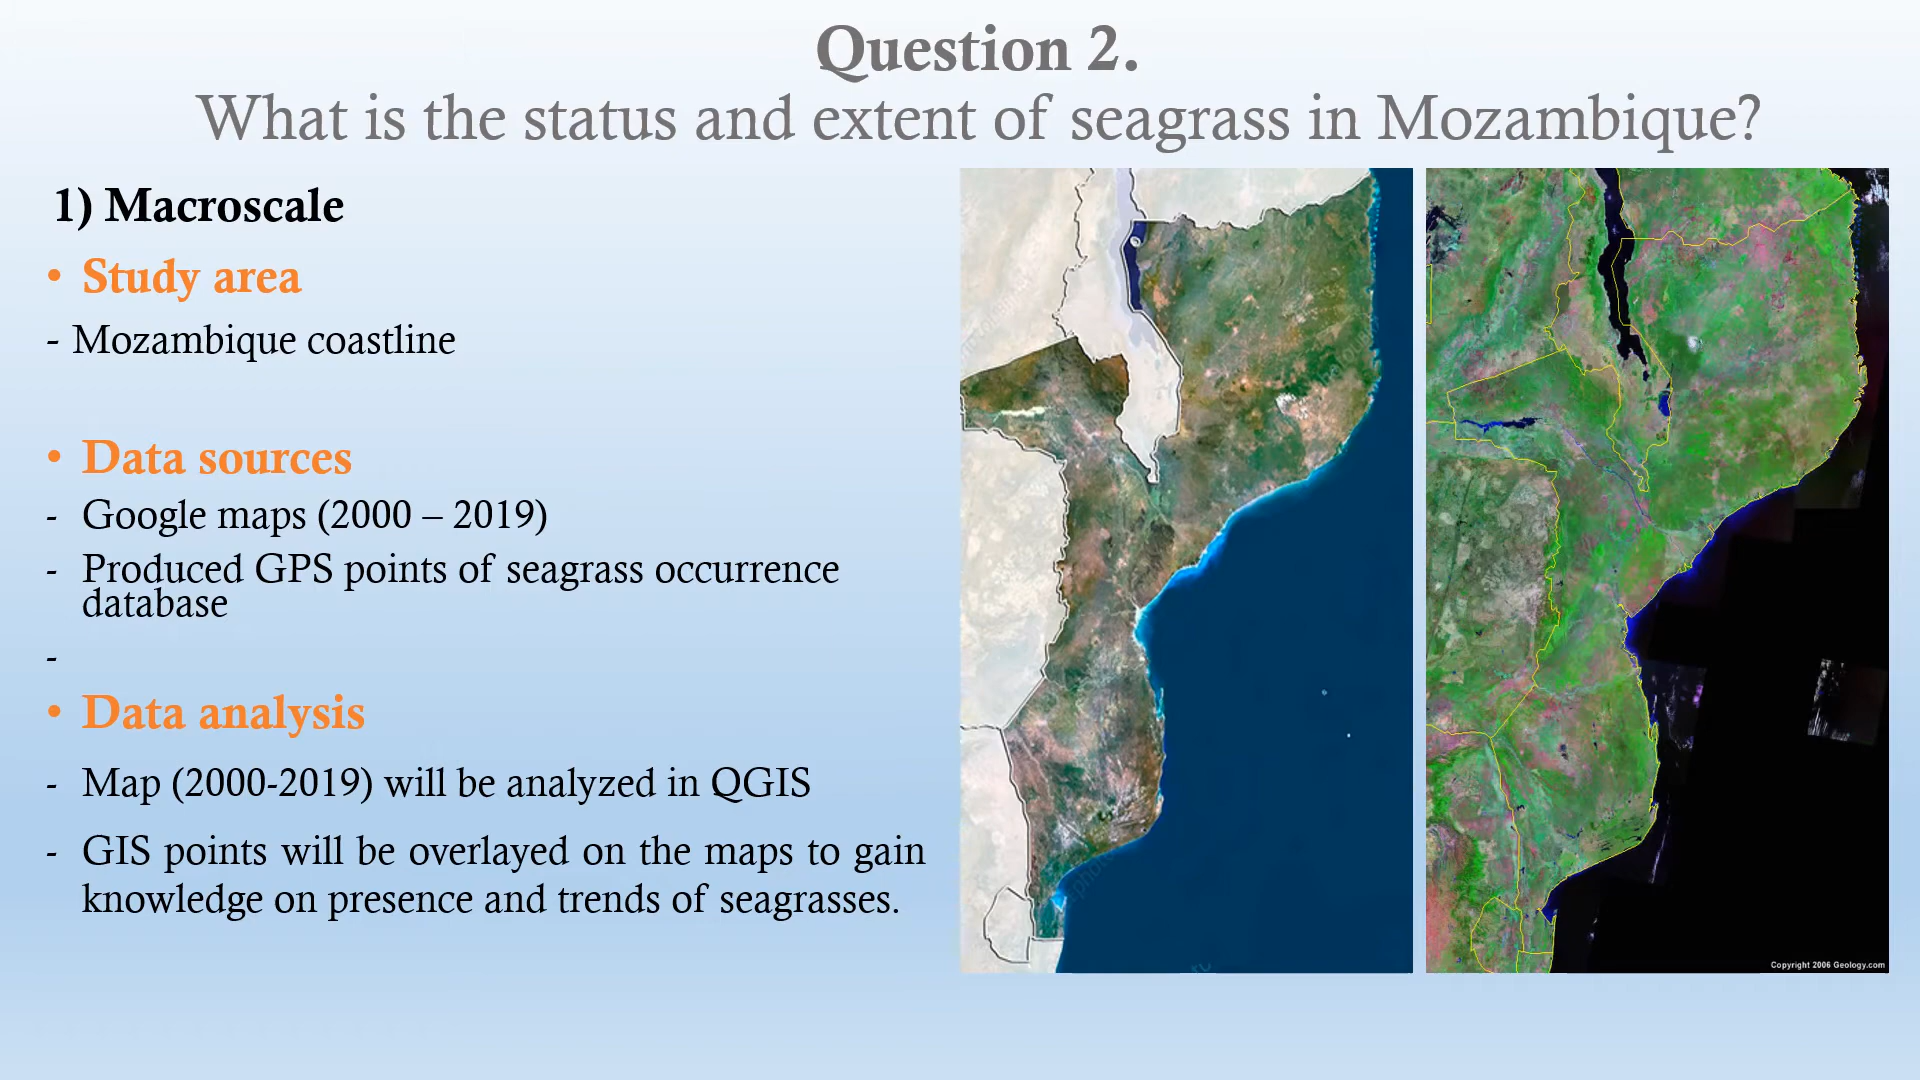 Question 2.
What is the status and extent of seagrass in Mozambique?
1) Macroscale
• Study area
- Mozambique coastline
• Data sources
- Google maps (2000 – 2019)
- Produced GPS points of seagrass occurrence
database
-
• Data analysis
- Map (2000-2019) will be analyzed in QGIS
- GIS points will be overlayed on the maps to gain
knowledge on presence and trends of seagrasses.
Copyright 2006 Geology.com